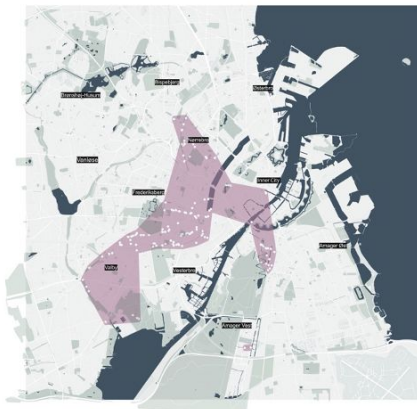 Bispebjerg
Østerbro
Brønshøj-Husum
Nørrebro
Vanløse
Frederiksberg
Inner City
Amager Øst
Valby
Vesterbro
Amager Vest